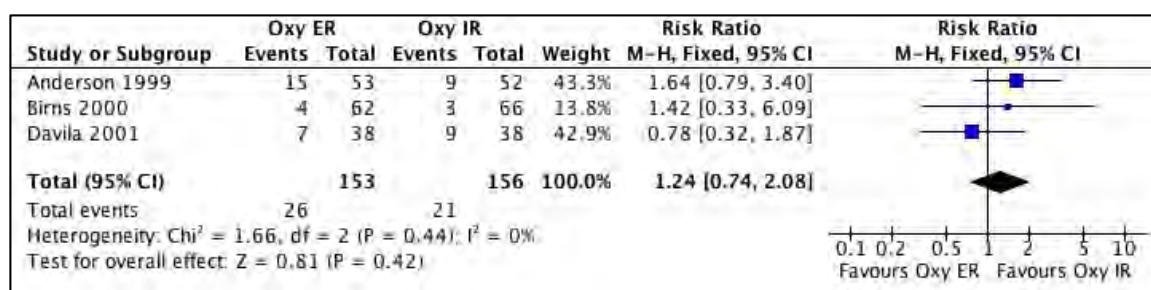 Oxy ER Oxy IR Risk Ratio Risk Ratio
Study or Subgroup Events Total Events Total Weight M-H, Fixed, 95% CI M-H, Fixed, 95% CI
Anderson 1999 15 53 9 52 43.3% 1.64 [0.79, 3.40]
Birns 2000 4 62 3 66 13.8% 1.42 [0.33, 6.09]
Davila 2001 7 38 9 38 42.9% 0.78 [0.32, 1.87]
Total (95% CI) 153 156 100.0% 1.24 [0.74, 2.08]
Total events 26 21
Heterogeneity: Chi² = 1.66, df = 2 (P = 0.44); I² = 0%
Test for overall effect: Z = 0.81 (P = 0.42)
0.1 0.2 0.5 1 2 5 10
Favours Oxy ER Favours Oxy IR